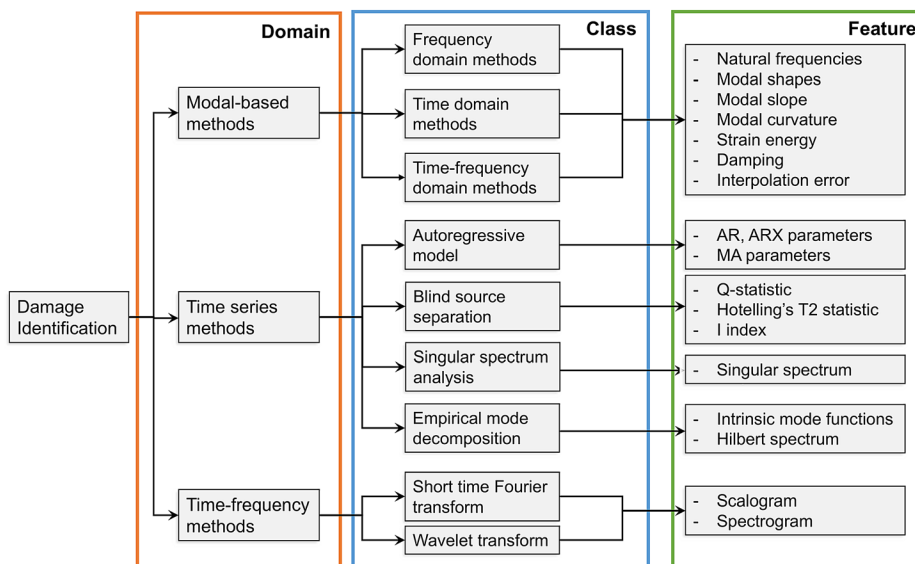 Domain
Class
Feature
Damage
Identification
Modal-based
methods
Time series
methods
Time-frequency
methods
Frequency
domain methods
Time domain
methods
Time-frequency
domain methods
Autoregressive
model
Blind source
separation
Singular spectrum
analysis
Empirical mode
decomposition
Short time Fourier
transform
Wavelet transform
- Natural frequencies
- Modal shapes
- Modal slope
- Modal curvature
- Strain energy
- Damping
- Interpolation error
- AR, ARX parameters
- MA parameters
- Q-statistic
- Hotelling's T2 statistic
- I index
- Singular spectrum
- Intrinsic mode functions
- Hilbert spectrum
- Scalogram
- Spectrogram